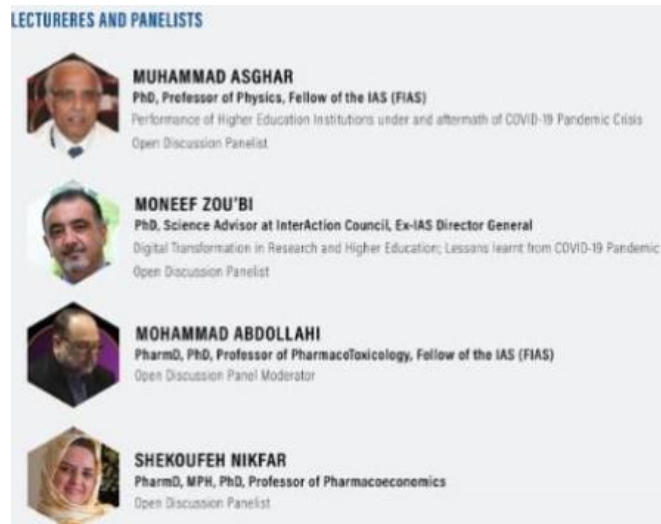 LECTURERES AND PANELISTS
MUHAMMAD ASGHAR
PhD, Professor of Physics, Fellow of the IAS (FIAS)
Performance of Higher Education Institutions under and aftermath of COVID-19 Pandemic Crisis
Open Discussion Panelist
MONEEF ZOU'BI
PhD, Science Advisor at InterAction Council, Ex-IAS Director General
Digital Transformation in Research and Higher Education; Lessons learnt from COVID-19 Pandemic
Open Discussion Panelist
MOHAMMAD ABDOLLAHI
PharmD, PhD, Professor of PharmacoToxicology, Fellow of the IAS (FIAS)
Open Discussion Panel Moderator
SHEKOUFEH NIKFAR
PharmD, MPH, PhD, Professor of Pharmacoeconomics
Open Discussion Panelist